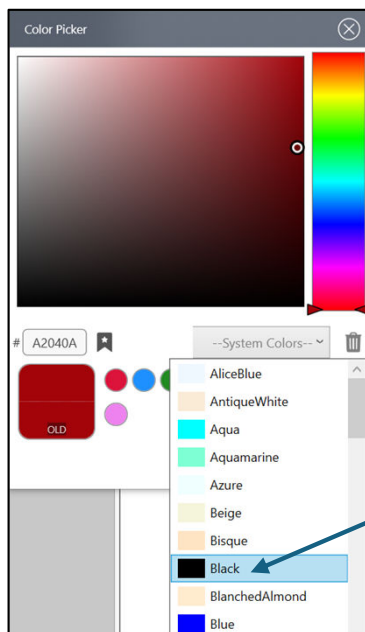 Color Picker
# A2040A
--System Colors--
OLD
AliceBlue
AntiqueWhite
Aqua
Aquamarine
Azure
Beige
Bisque
Black
BlanchedAlmond
Blue